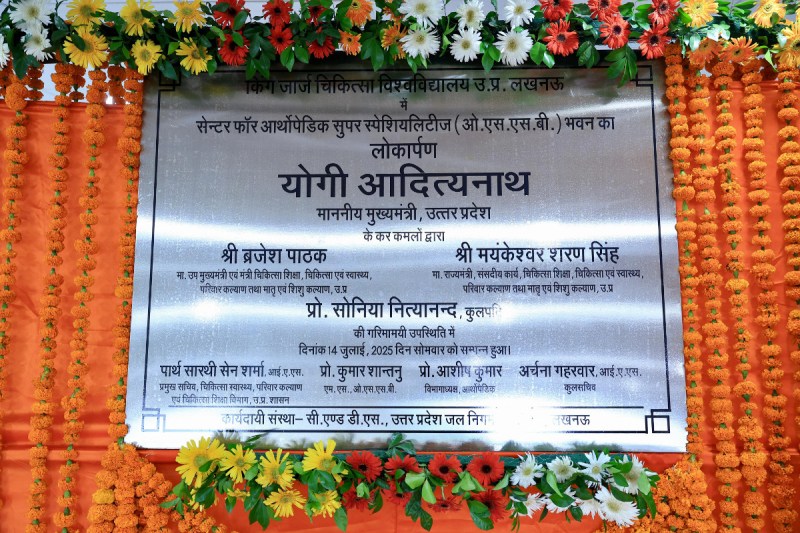 किंग जॉर्ज चिकित्सा विश्वविद्यालय उ.प्र. लखनऊ
में
सेन्टर फॉर आर्थोपेडिक सुपर स्पेशियलिटीज (ओ.एस.एस.बी.) भवन का
लोकार्पण
योगी आदित्यनाथ
माननीय मुख्यमंत्री, उत्तर प्रदेश
के कर कमलों द्वारा
श्री ब्रजेश पाठक
मा. उप मुख्यमंत्री एवं मंत्री चिकित्सा शिक्षा, चिकित्सा एवं स्वास्थ्य,
परिवार कल्याण तथा मातृ एवं शिशु कल्याण, उ.प्र
श्री मयंकेश्वर शरण सिंह
मा. राज्यमंत्री, संसदीय कार्य, चिकित्सा शिक्षा, चिकित्सा एवं स्वास्थ्य,
परिवार कल्याण तथा मातृ एवं शिशु कल्याण, उ.प्र
प्रो. सोनिया नित्यानन्द, कुलपति
की गरिमामयी उपस्थिति में
दिनांक 14 जुलाई, 2025 दिन सोमवार को सम्पन्न हुआ।
पार्थ सारथी सेन शर्मा, आई.ए.एस.
प्रमुख सचिव, चिकित्सा स्वास्थ्य, परिवार कल्याण
एवं चिकित्सा शिक्षा विभाग, उ.प्र. शासन
प्रो. कुमार शान्तनु
एम. एस., ओ.एस.एस.बी.
प्रो. आशीष कुमार
विभागाध्यक्ष, आर्थोपेडिक
अर्चना गहरवार, आई.ए.एस.
कुलसचिव
कार्यदायी संस्था– सी.एण्ड डी.एस., उत्तर प्रदेश जल निगम लखनऊ